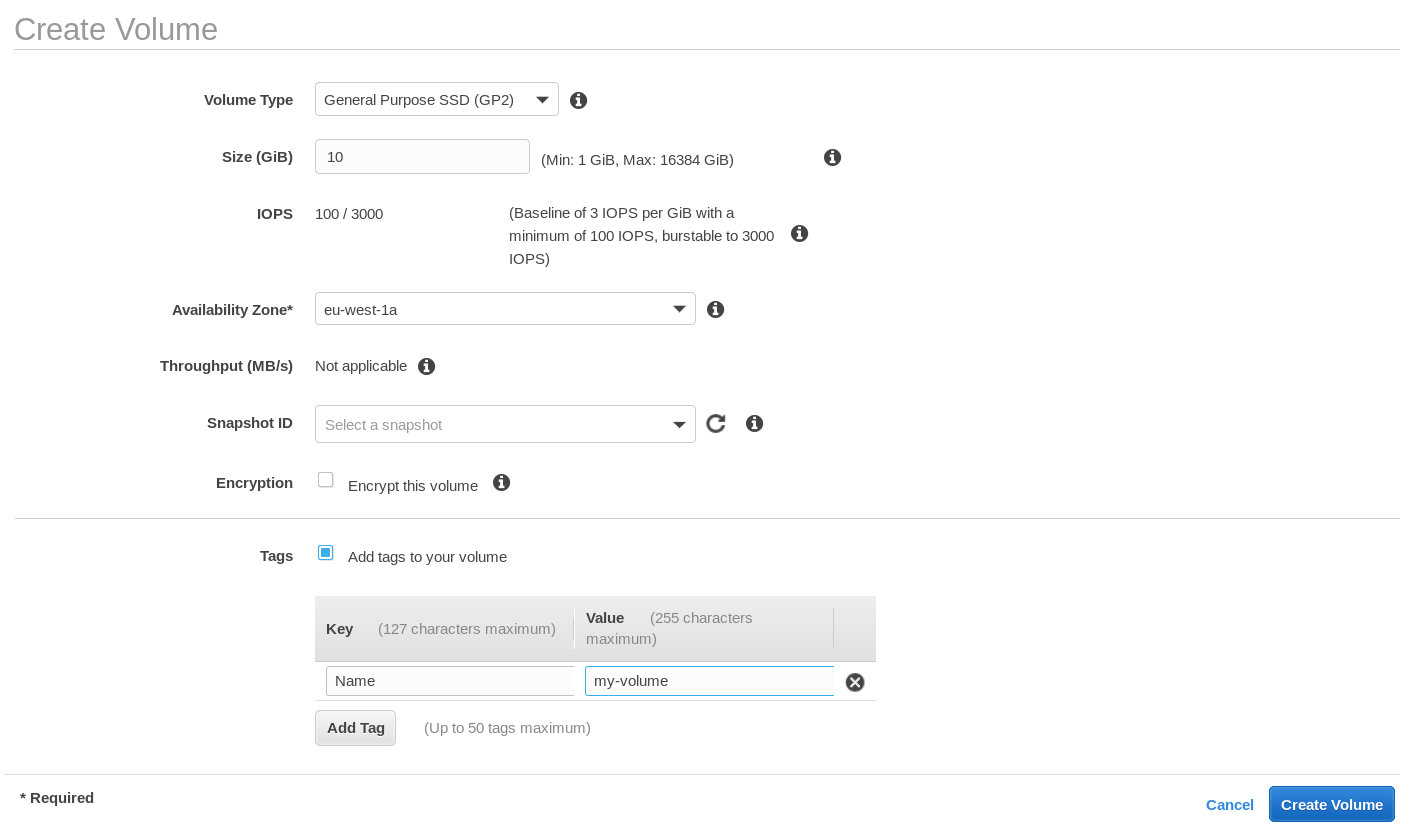 Create Volume
Volume Type General Purpose SSD (GP2)
Size (GiB) 10 (Min: 1 GiB, Max: 16384 GiB)
IOPS 100 / 3000 (Baseline of 3 IOPS per GiB with a
minimum of 100 IOPS, burstable to 3000
IOPS)
Availability Zone* eu-west-1a
Throughput (MB/s) Not applicable
Snapshot ID Select a snapshot
Encryption Encrypt this volume
Tags Add tags to your volume
Key (127 characters maximum) Value (255 characters
maximum)
Name my-volume
Add Tag (Up to 50 tags maximum)
* Required
Cancel Create Volume